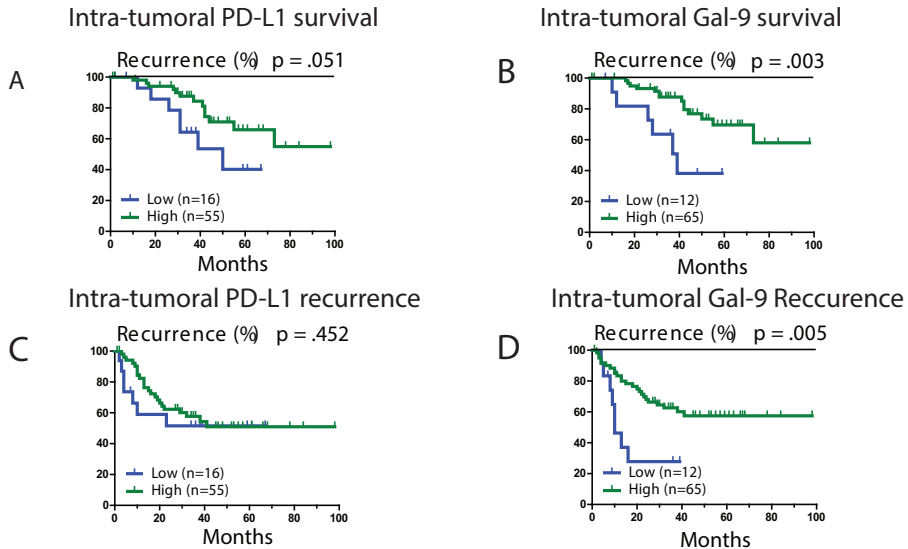 Intra-tumoral PD-L1 survival
A
Recurrence (%) p = .051
100
80
60
40
20
0
Low (n=16)
High (n=55)
0 20 40 60 80 100
Months
Intra-tumoral Gal-9 survival
B
Recurrence (%) p = .003
100
80
60
40
20
0
Low (n=12)
High (n=65)
0 20 40 60 80 100
Months
Intra-tumoral PD-L1 recurrence
C
Recurrence (%) p = .452
100
80
60
40
20
0
Low (n=16)
High (n=55)
0 20 40 60 80 100
Months
Intra-tumoral Gal-9 Reccurence
D
Recurrence (%) p = .005
100
80
60
40
20
0
Low (n=12)
High (n=65)
0 20 40 60 80 100
Months